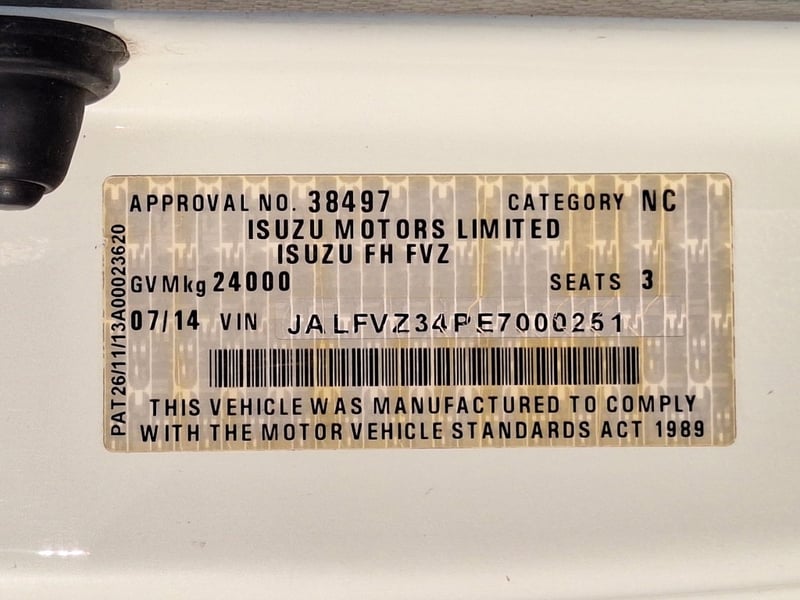 APPROVAL NO. 38497 CATEGORY NC
ISUZU MOTORS LIMITED
ISUZU FH FVZ
GVMkg 24000 SEATS 3
07/14 VIN JALFVZ34PE7000251
THIS VEHICLE WAS MANUFACTURED TO COMPLY
WITH THE MOTOR VEHICLE STANDARDS ACT 1989
PAT26/11/13A00023620